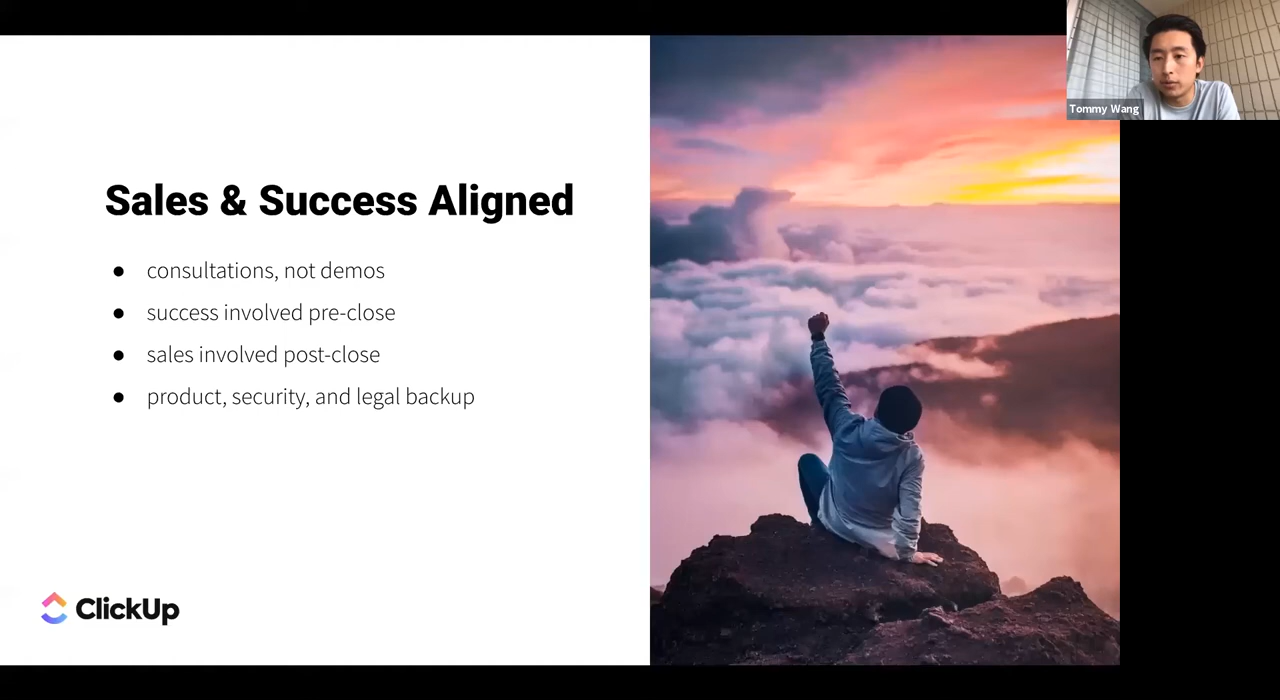 Tommy Wang
Sales & Success Aligned
● consultations, not demos
● success involved pre-close
● sales involved post-close
● product, security, and legal backup
ClickUp